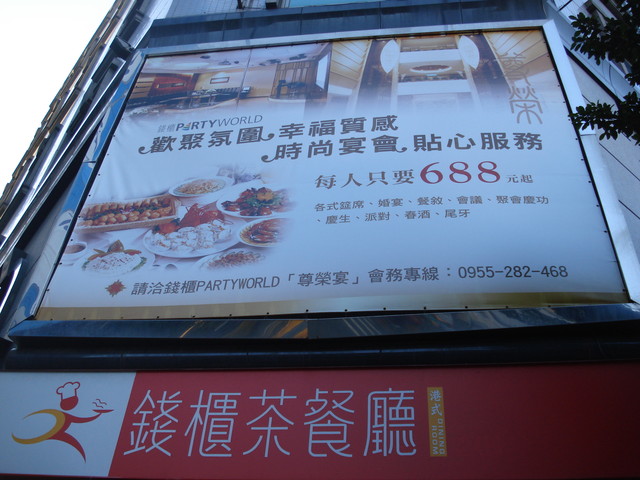 錢櫃PARTYWORLD
歡聚氛圍 幸福質感
時尚宴會 貼心服務
每人只要688元起
各式筵席、婚宴、餐敘、會議、聚會慶功
、慶生、派對、春酒、尾牙
請洽錢櫃PARTYWORLD「尊榮宴」會務專線：0955-282-468
錢櫃茶餐廳
港式
DINING
ROOM